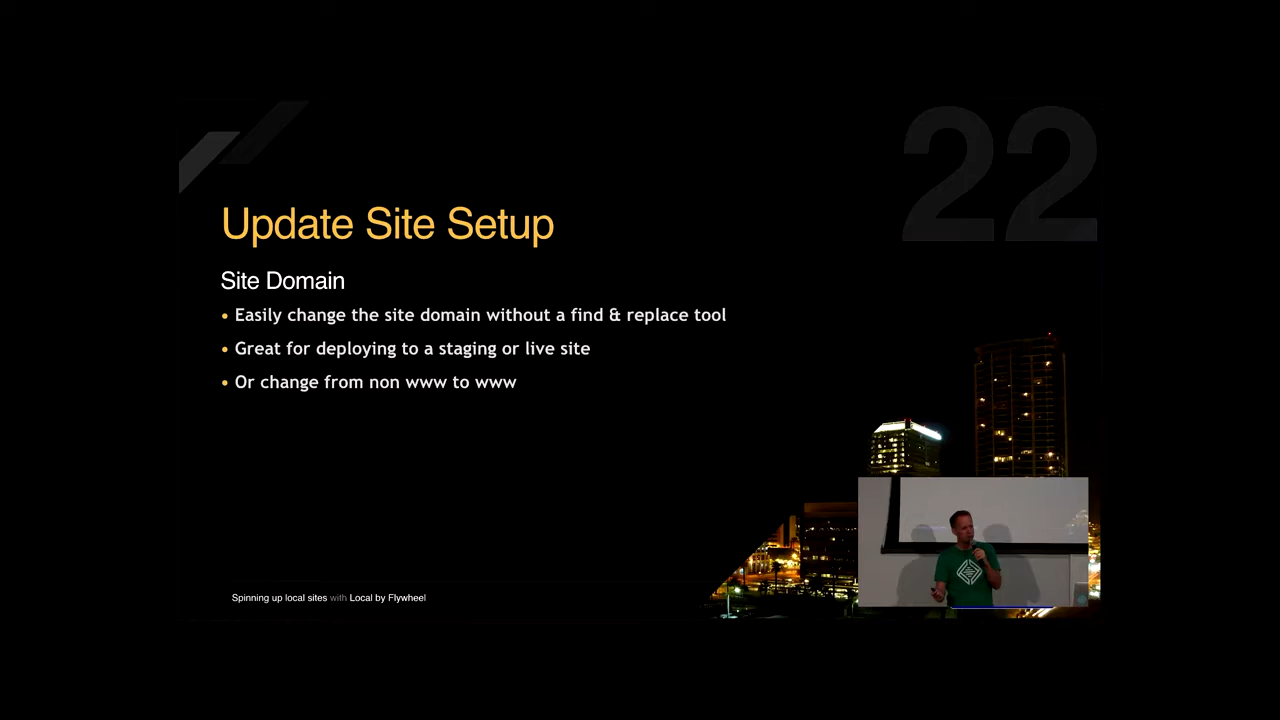 22
Update Site Setup
Site Domain
• Easily change the site domain without a find & replace tool
• Great for deploying to a staging or live site
• Or change from non www to www
Spinning up local sites with Local by Flywheel